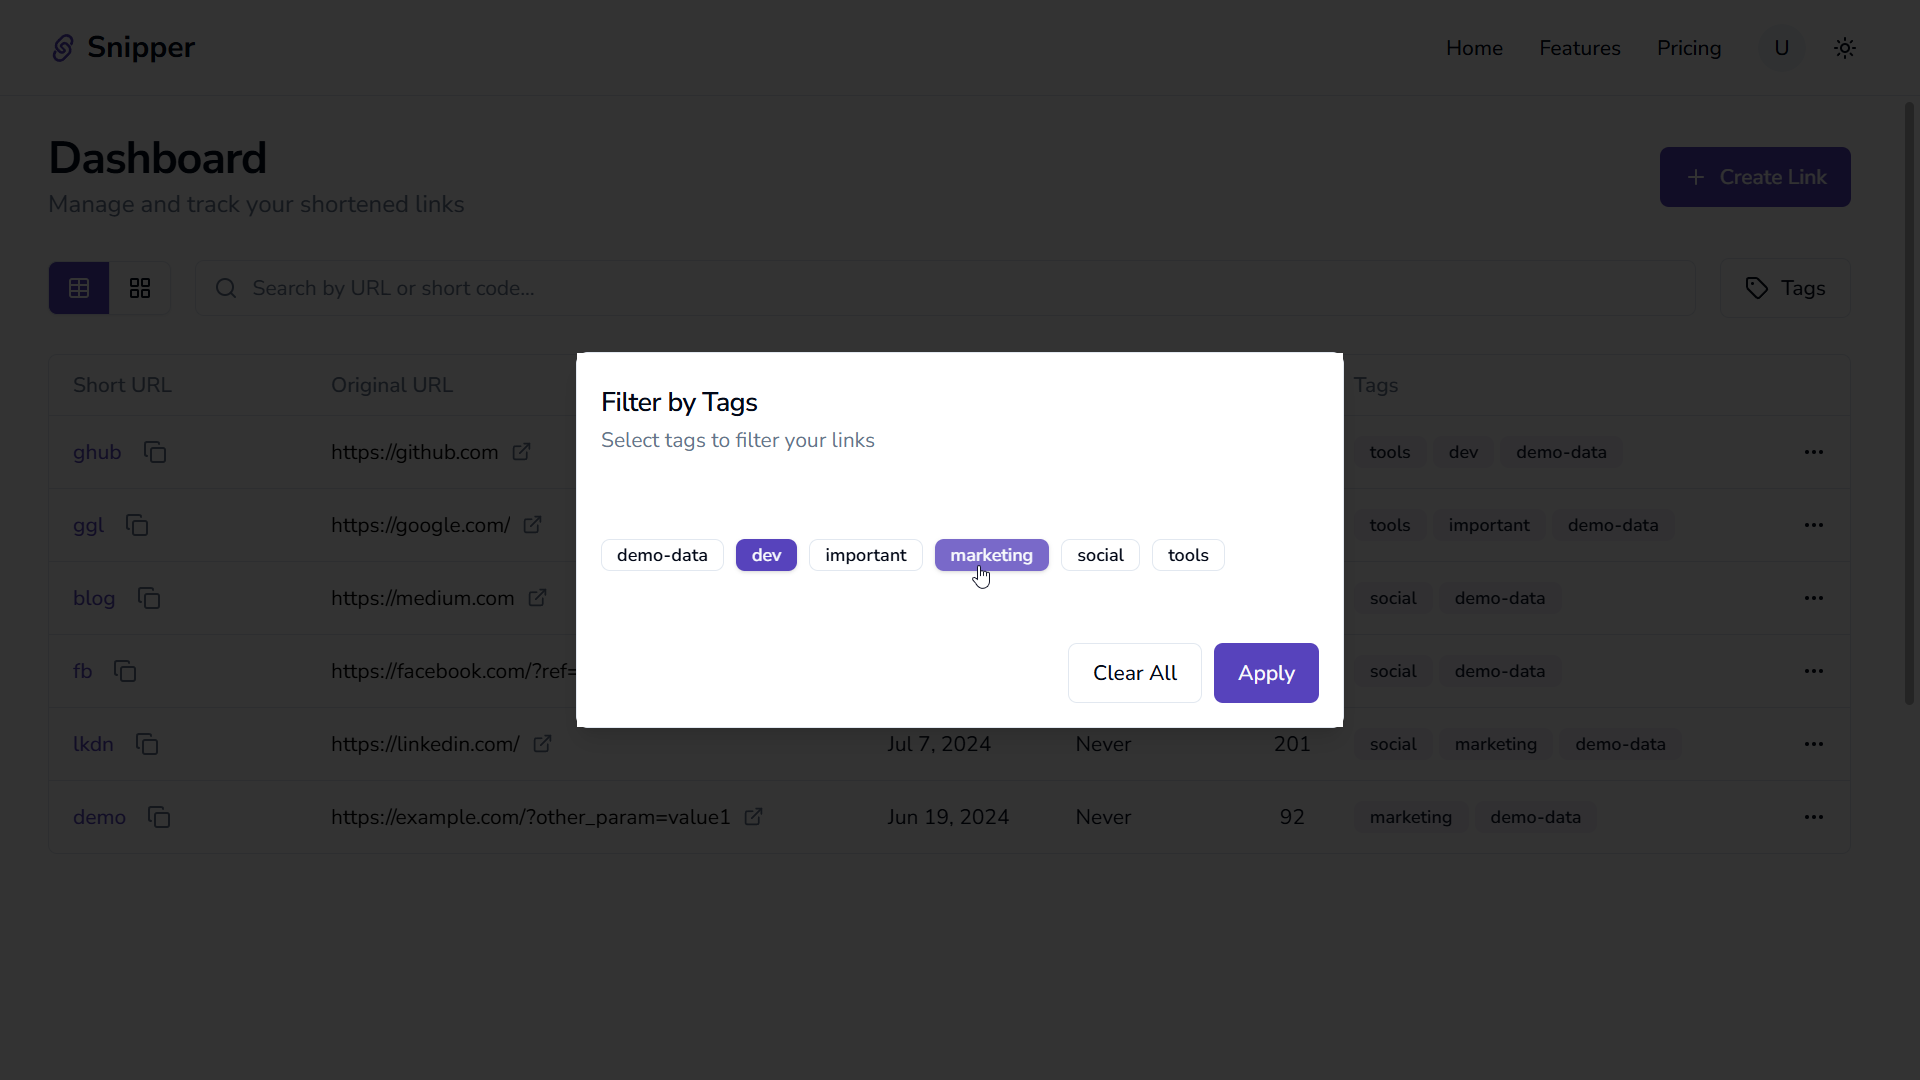 Snipper
Home Features Pricing U
Dashboard
Manage and track your shortened links
+ Create Link
Search by URL or short code...
Tags
Short URL Original URL Tags
ghub https://github.com tools dev demo-data
ggl https://google.com/ tools important demo-data
blog https://medium.com social demo-data
fb https://facebook.com/?ref= social demo-data
lkdn https://linkedin.com/ Jul 7, 2024 Never 201 social marketing demo-data
demo https://example.com/?other_param=value1 Jun 19, 2024 Never 92 marketing demo-data
Filter by Tags
Select tags to filter your links
demo-data dev important marketing social tools
Clear All Apply